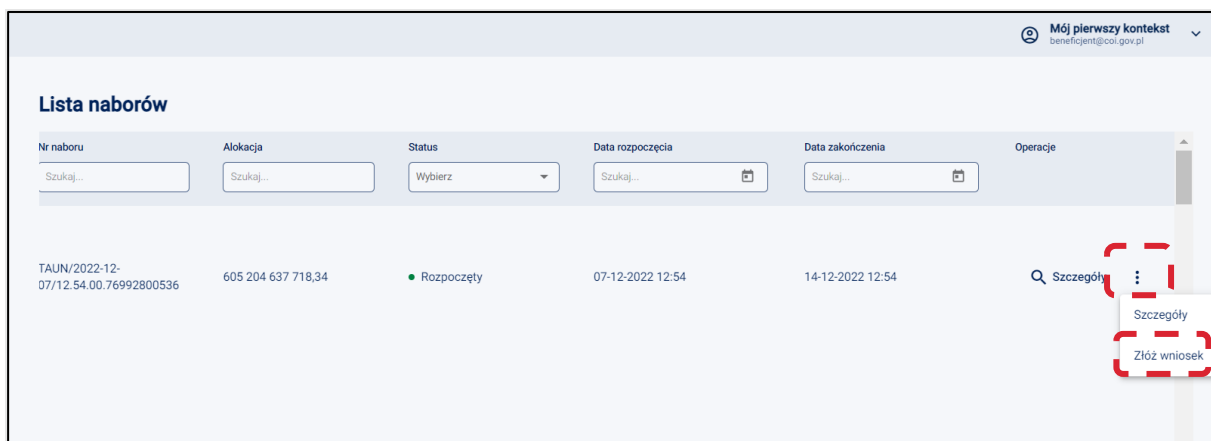 Mój pierwszy kontekst
beneficjent@coi.gov.pl
Lista naborów
Nr naboru Alokacja Status Data rozpoczęcia Data zakończenia Operacje
Szukaj... Szukaj... Wybierz Szukaj... Szukaj...
TAUN/2022-12-
07/12.54.00.76992800536 605 204 637 718,34 Rozpoczęty 07-12-2022 12:54 14-12-2022 12:54 Szczegóły
Szczegóły
Złóż wniosek